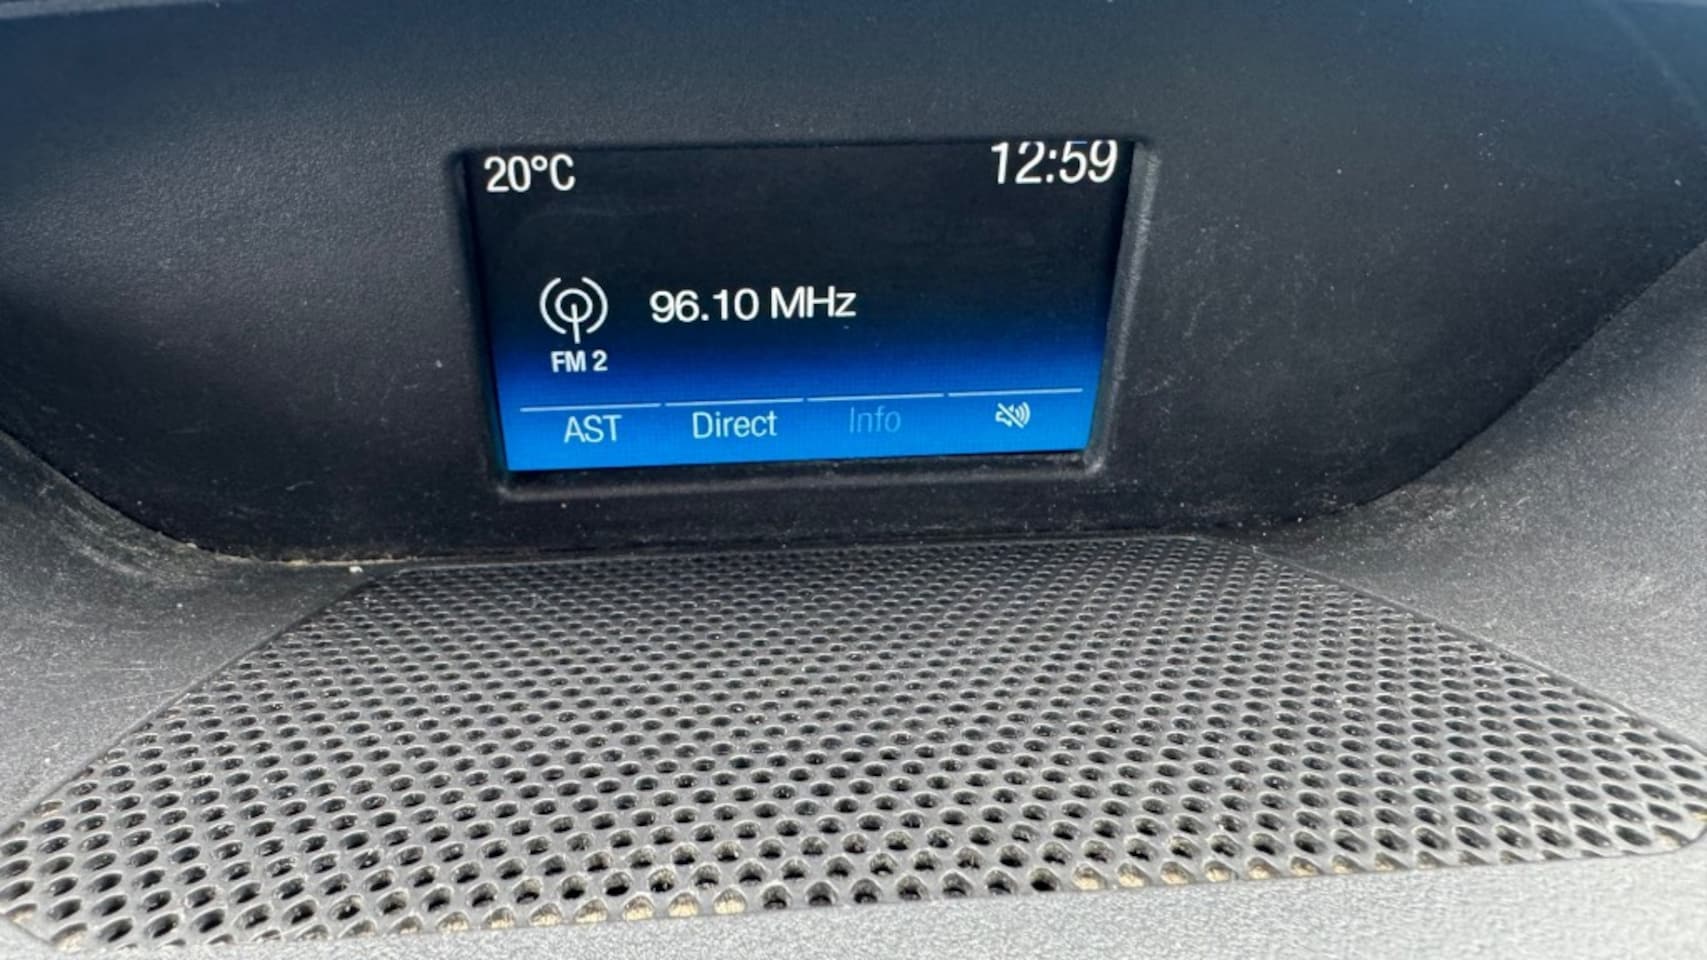 20°C 12:59
96.10 MHz
FM 2
AST Direct Info